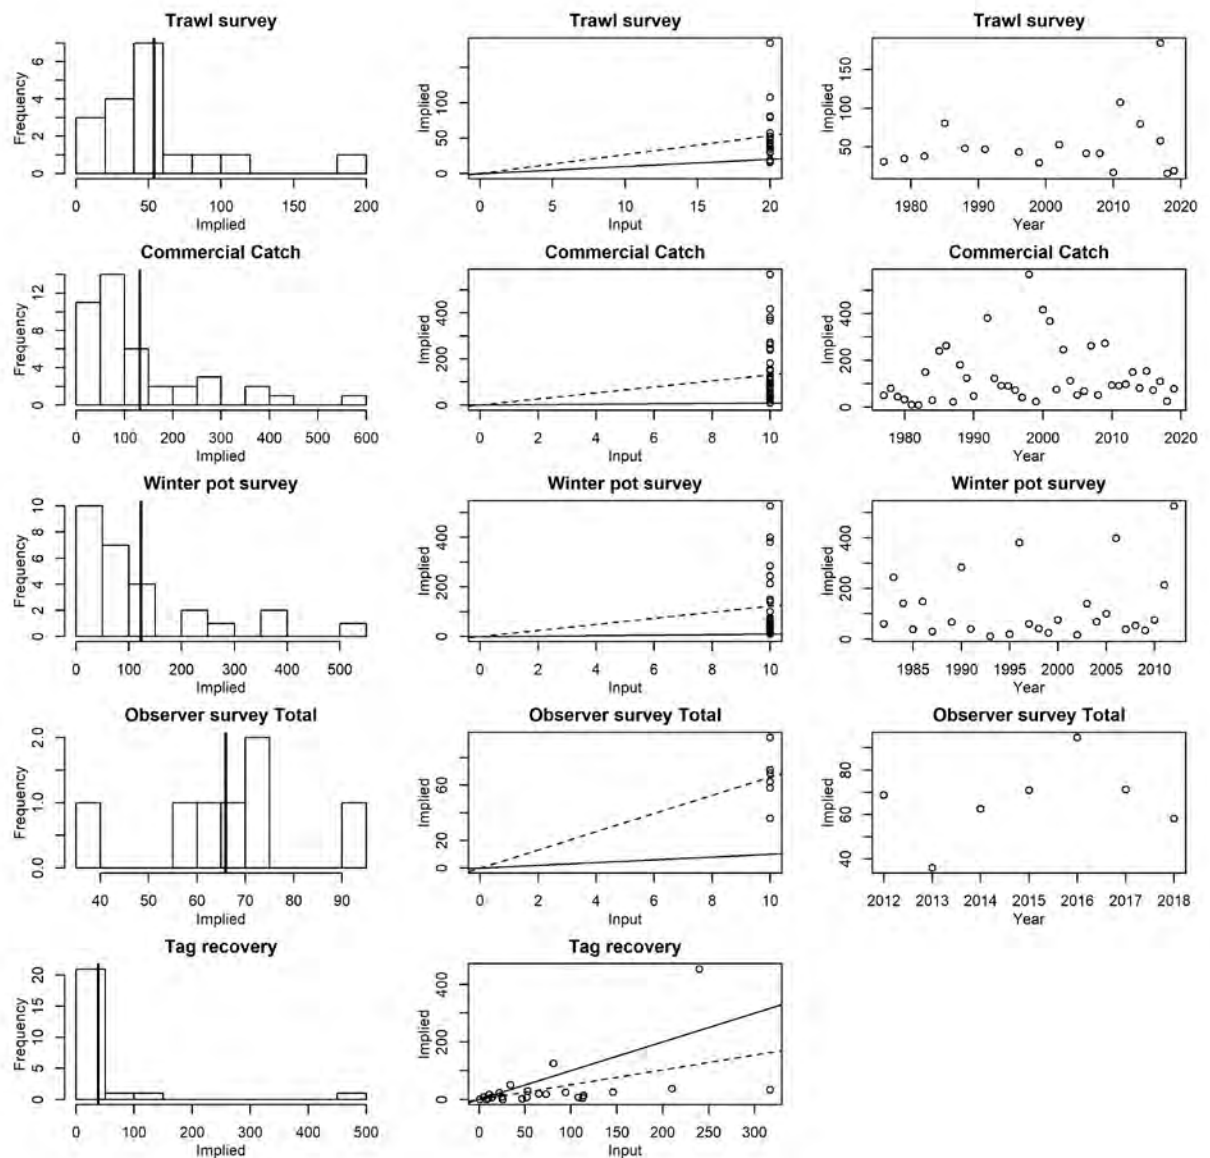 Trawl survey Trawl survey Trawl survey
Frequency 0 2 4 6
0 50 100 150 200
Implied
Implied 0 50 100
0 5 10 15 20
Input
Implied 50 100 150
1980 1990 2000 2010 2020
Year
Commercial Catch Commercial Catch Commercial Catch
Frequency 0 4 8 12
0 100 200 300 400 500 600
Implied
Implied 0 200 400
0 2 4 6 8 10
Input
Implied 0 200 400
1980 1990 2000 2010 2020
Year
Winter pot survey Winter pot survey Winter pot survey
Frequency 0 2 4 6 8 10
0 100 200 300 400 500
Implied
Implied 0 200 400
0 2 4 6 8 10
Input
Implied 0 200 400
1985 1990 1995 2000 2005 2010
Year
Observer survey Total Observer survey Total Observer survey Total
Frequency 0.0 1.0 2.0
40 50 60 70 80 90
Implied
Implied 0 20 60
0 2 4 6 8 10
Input
Implied 40 60 80
2012 2013 2014 2015 2016 2017 2018
Year
Tag recovery Tag recovery
Frequency 0 5 10 15 20
0 100 200 300 400 500
Implied
Implied 0 200 400
0 50 100 150 200 250 300
Input